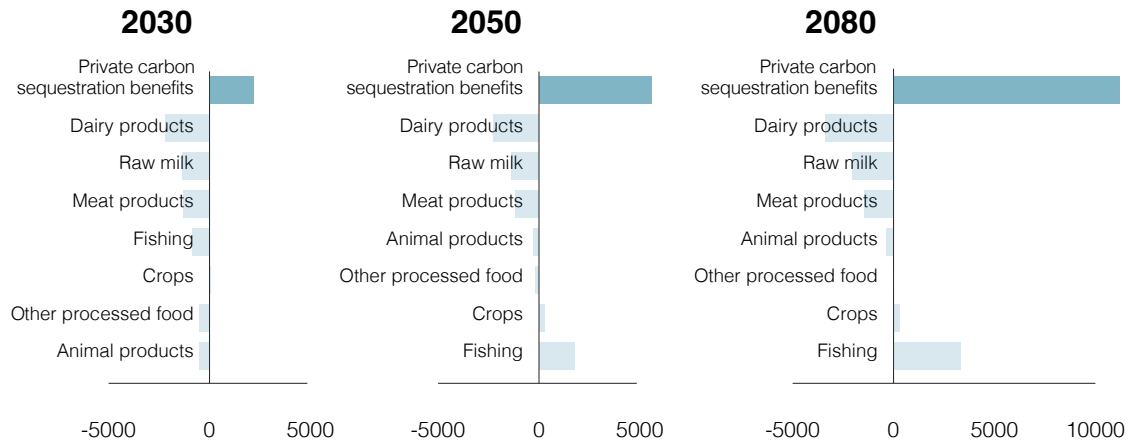 2030
Private carbon
sequestration benefits
Dairy products
Raw milk
Meat products
Fishing
Crops
Other processed food
Animal products
-5000 0 5000
2050
Private carbon
sequestration benefits
Dairy products
Raw milk
Meat products
Animal products
Other processed food
Crops
Fishing
-5000 0 5000
2080
Private carbon
sequestration benefits
Dairy products
Raw milk
Meat products
Animal products
Other processed food
Crops
Fishing
-5000 0 5000 10000